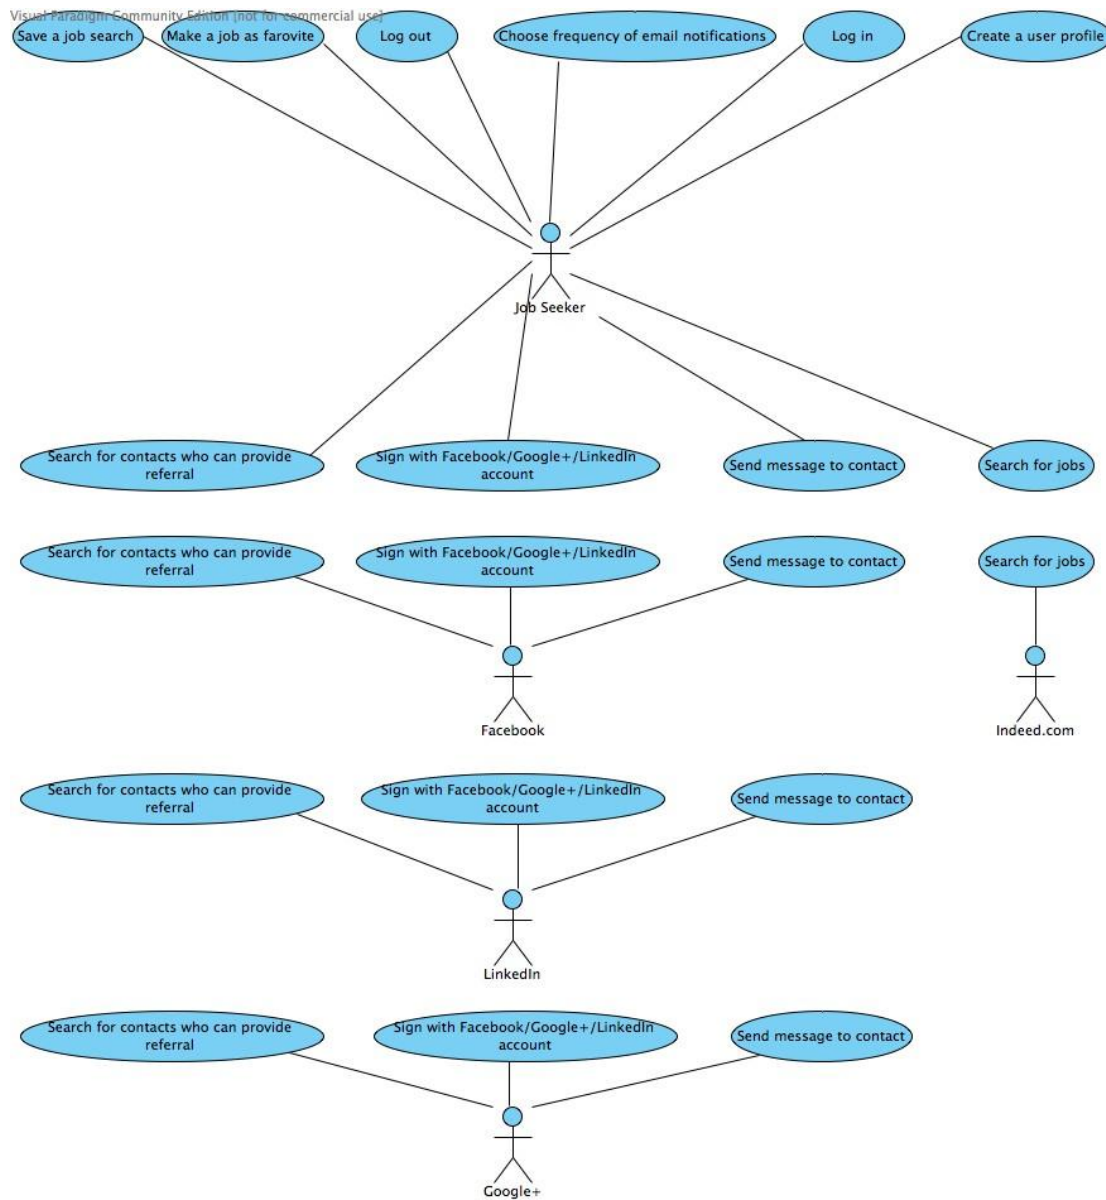 Visual Paradigm Community Edition [not for commercial use]
Save a job search
Make a job as farovite
Log out
Choose frequency of email notifications
Log in
Create a user profile
Job Seeker
Search for contacts who can provide
referral
Sign with Facebook/Google+/LinkedIn
account
Send message to contact
Search for jobs
Search for contacts who can provide
referral
Sign with Facebook/Google+/LinkedIn
account
Send message to contact
Search for jobs
Facebook
Indeed.com
Search for contacts who can provide
referral
Sign with Facebook/Google+/LinkedIn
account
Send message to contact
LinkedIn
Search for contacts who can provide
referral
Sign with Facebook/Google+/LinkedIn
account
Send message to contact
Google+